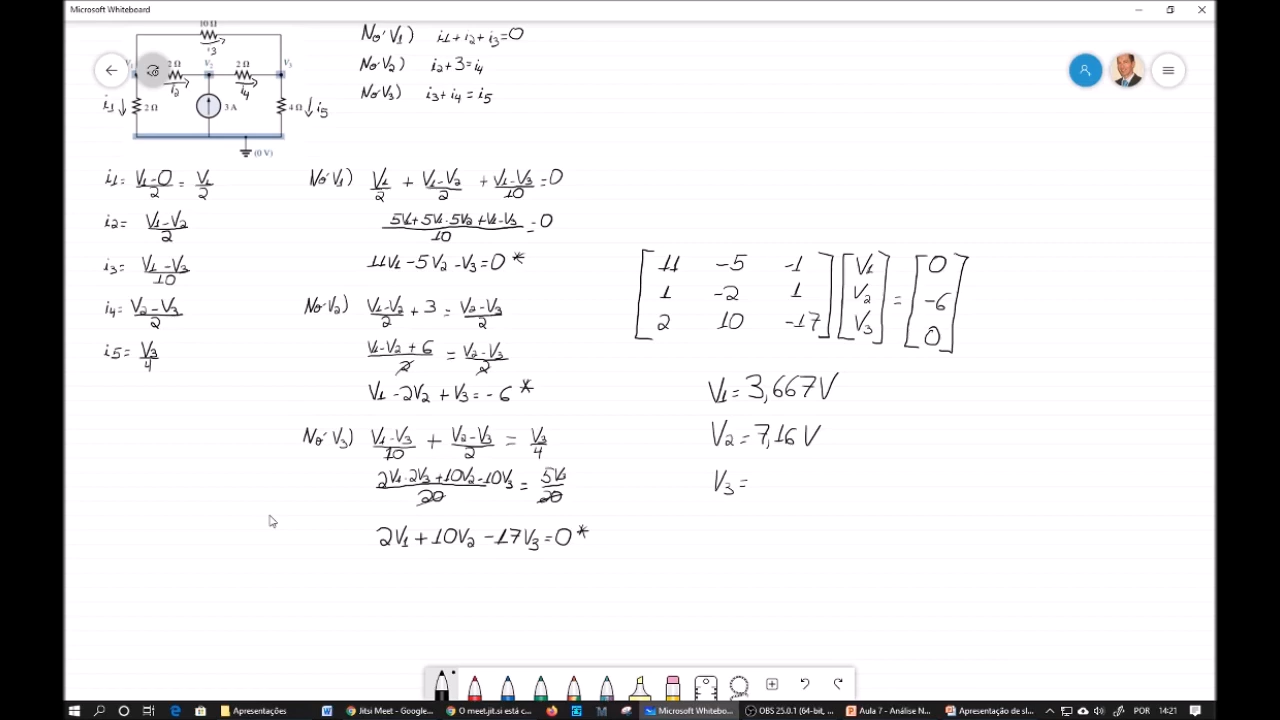 Microsoft Whiteboard
10 Ω
i3
V1
2 Ω
V2
2 Ω
V3
i2
i4
i1
2 Ω
3 A
4 Ω
i5
(0 V)
Nó V1) i1+i2+i3=0
Nó V2) i2+3=i4
Nó V3) i3+i4=i5
i1= V1-0/2 = V1/2
i2= V1-V2/2
i3= V1-V3/10
i4= V2-V3/2
i5= V3/4
Nó V1) V1/2 + V1-V2/2 + V1-V3/10 =0
5V1+5V1-5V2+V1-V3/10 =0
11V1-5V2-V3=0 *
Nó V2) V1-V2/2 + 3 = V2-V3/2
V1-V2+6/2 = V2-V3/2
V1-2V2+V3=-6 *
Nó V3) V1-V3/10 + V2-V3/2 = V3/4
2V1-2V3+10V2-10V3/20 = 5V3/20
2V1+10V2-17V3=0 *
[11 -5 -1] [V1] = [0]
[1 -2 1] [V2] = [-6]
[2 10 -17] [V3] = [0]
V1= 3,667V
V2= 7,16 V
V3=
Apresentações
Jitsi Meet - Google...
O meet.jit.si está c...
Microsoft Whitebo...
OBS 25.0.1 (64-bit, ...
Aula 7 - Análise N...
Apresentação de sl...
POR
14:21